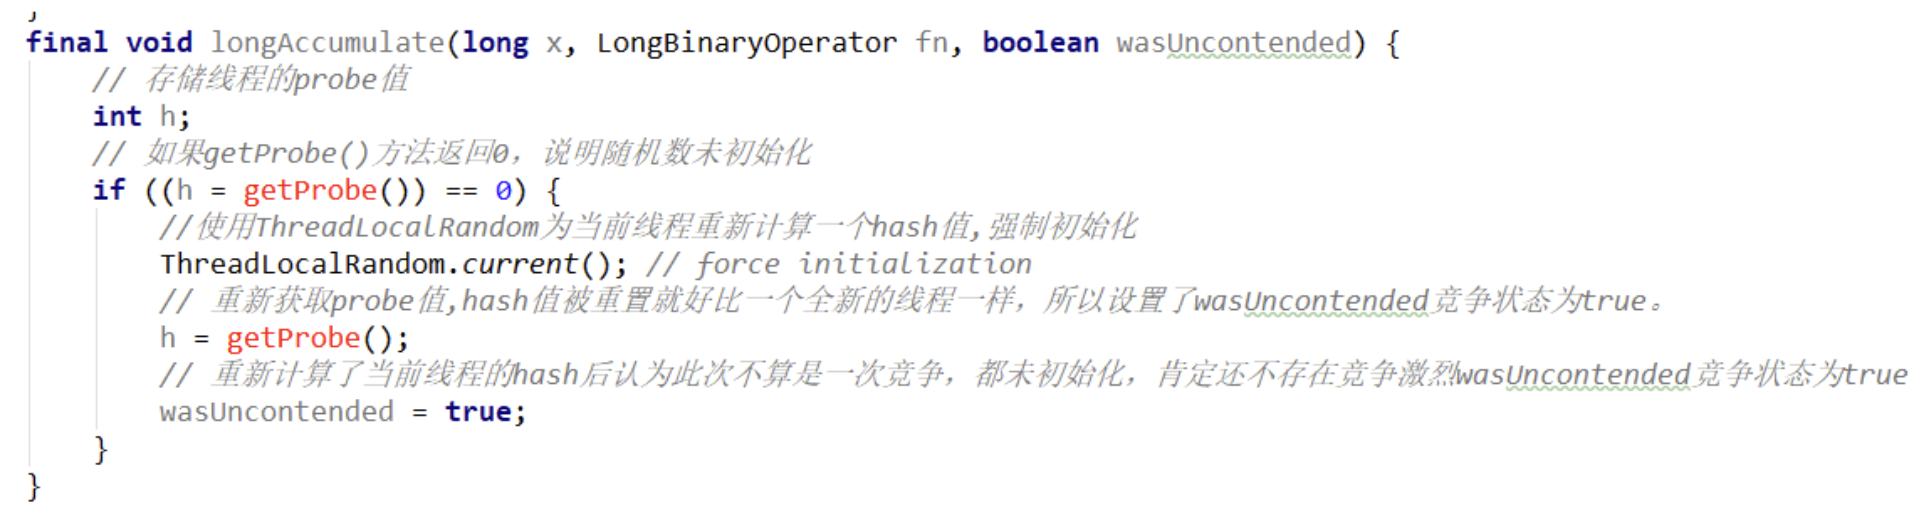 }
final void longAccumulate(long x, LongBinaryOperator fn, boolean wasUncontended) {
// 存储线程的probe值
int h;
// 如果getProbe()方法返回0，说明随机数未初始化
if ((h = getProbe()) == 0) {
//使用ThreadLocalRandom为当前线程重新计算一个hash值,强制初始化
ThreadLocalRandom.current(); // force initialization
// 重新获取probe值,hash值被重置就好比一个全新的线程一样，所以设置了wasUncontended竞争状态为true。
h = getProbe();
// 重新计算了当前线程的hash后认为此次不算是一次竞争，都未初始化，肯定还不存在竞争激烈wasUncontended竞争状态为true
wasUncontended = true;
}
}